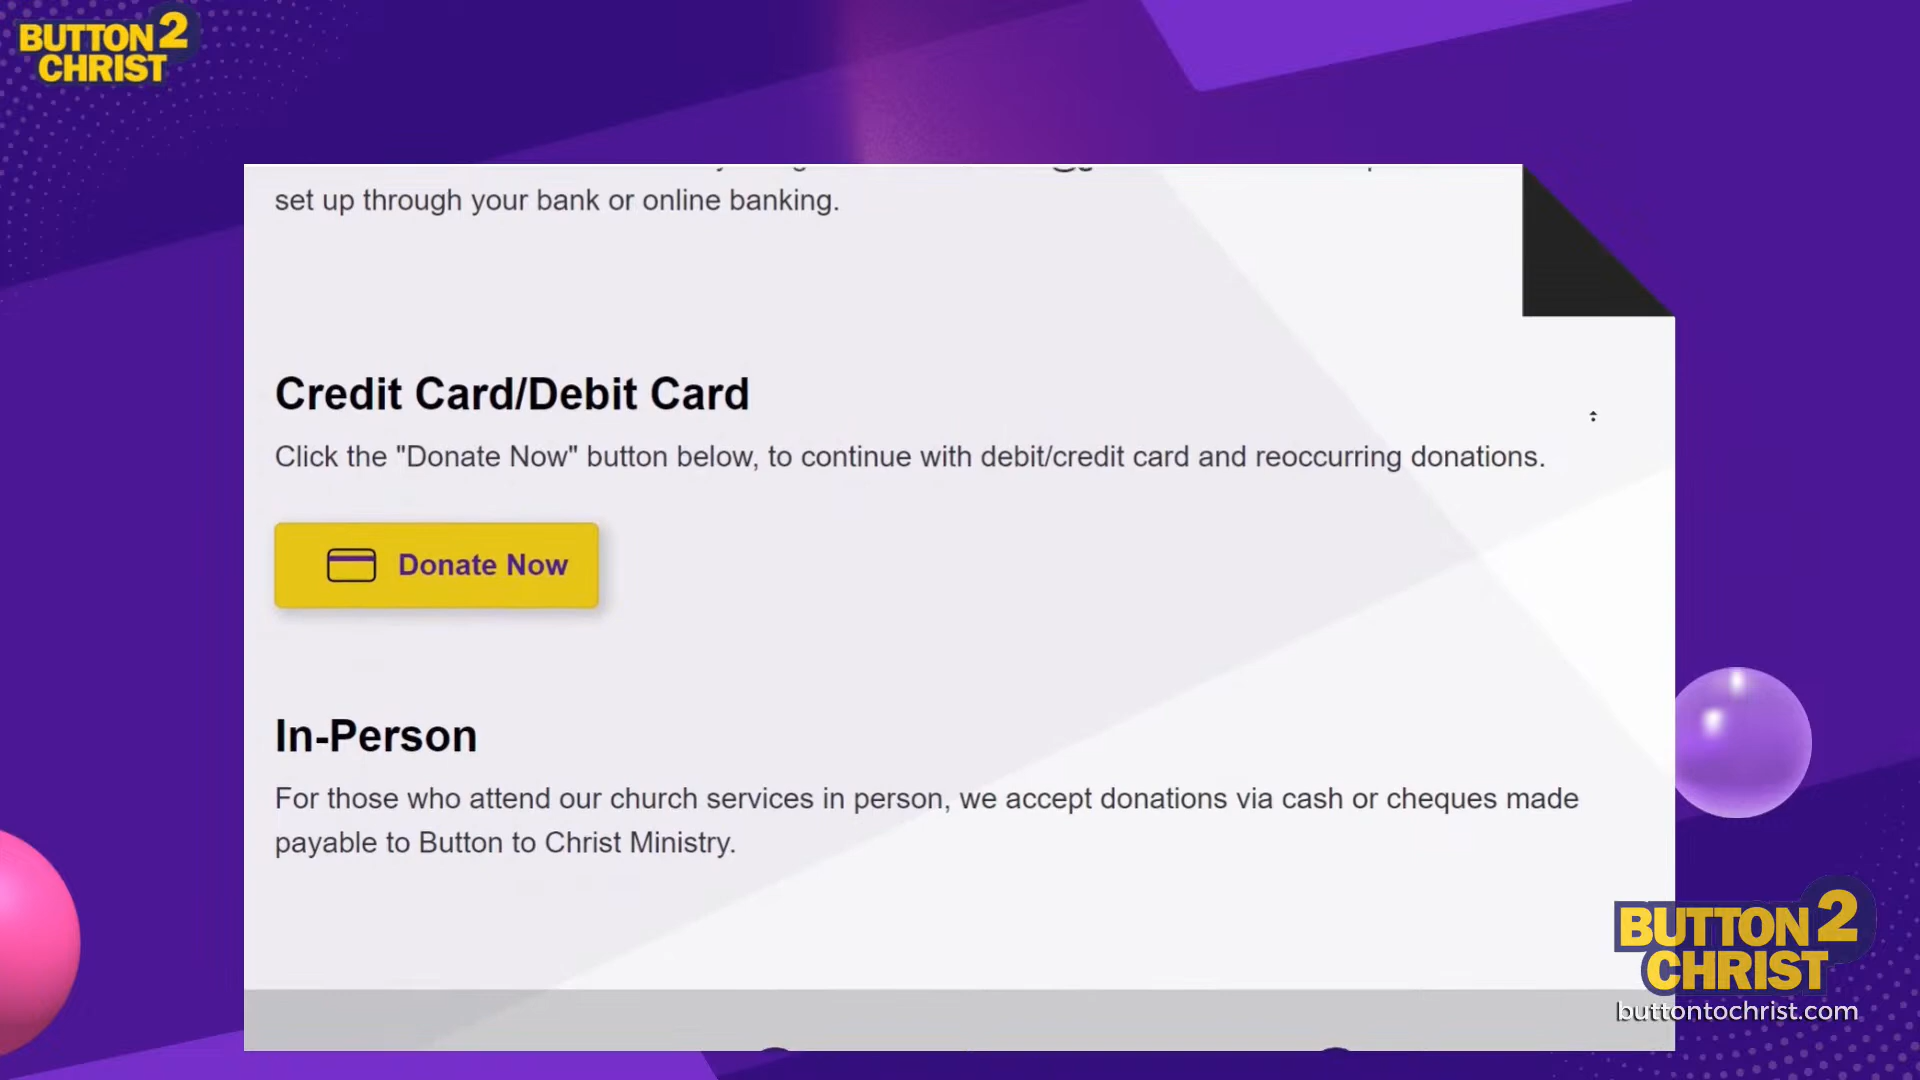 BUTTON 2
CHRIST
set up through your bank or online banking.
Credit Card/Debit Card
Click the "Donate Now" button below, to continue with debit/credit card and reoccurring donations.
Donate Now
In-Person
For those who attend our church services in person, we accept donations via cash or cheques made
payable to Button to Christ Ministry.
BUTTON 2
CHRIST
buttontochrist.com